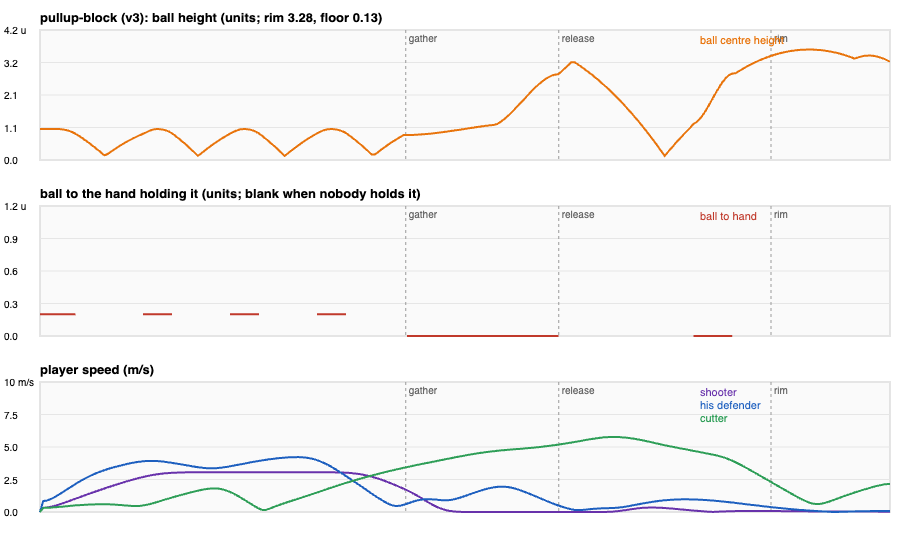 pullup-block (v3): ball height (units; rim 3.28, floor 0.13)
4.2 u
gather
release
ball centre height
rim
3.2
2.1
1.1
0.0
ball to the hand holding it (units; blank when nobody holds it)
1.2 u
gather
release
ball to hand
rim
0.9
0.6
0.3
0.0
player speed (m/s)
10 m/s
gather
release
shooter
rim
his defender
7.5
cutter
5.0
2.5
0.0